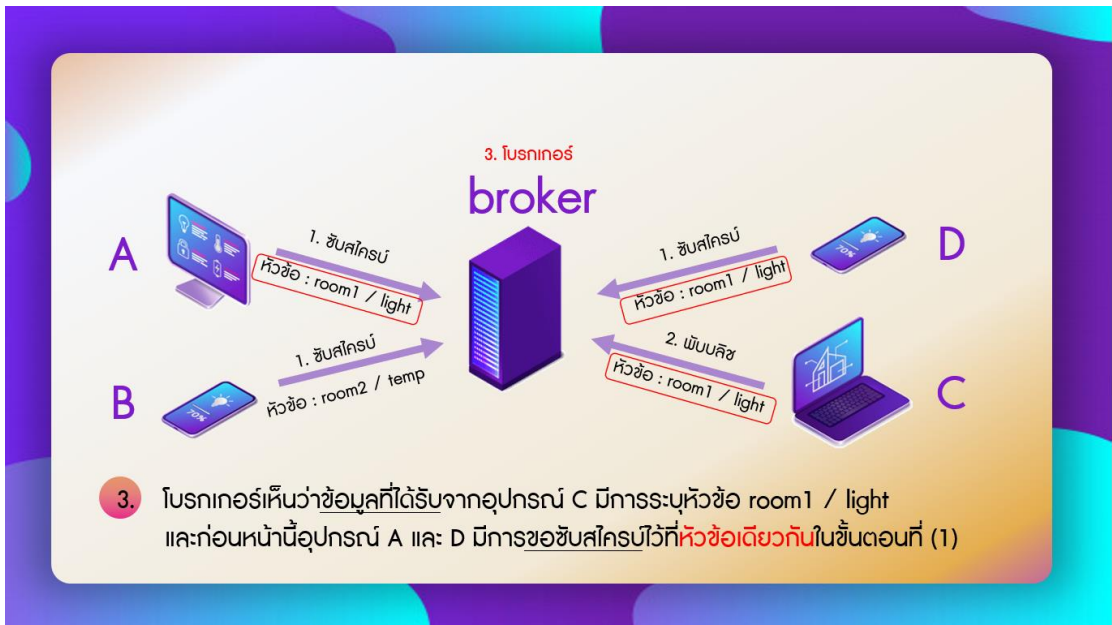 3. โบรกเกอร์
broker
A
1. ซับสไครบ์
หัวข้อ : room1 / light
1. ซับสไครบ์
หัวข้อ : room1 / light
70%
D
B
70%
1. ซับสไครบ์
หัวข้อ : room2 / temp
2. พับบลิช
หัวข้อ : room1 / light
C
3. โบรกเกอร์เห็นว่าข้อมูลที่ได้รับจากอุปกรณ์ C มีการระบุหัวข้อ room1 / light
และก่อนหน้านี้อุปกรณ์ A และ D มีการขอซับสไครบ์ไว้ที่หัวข้อเดียวกันในขั้นตอนที่ (1)